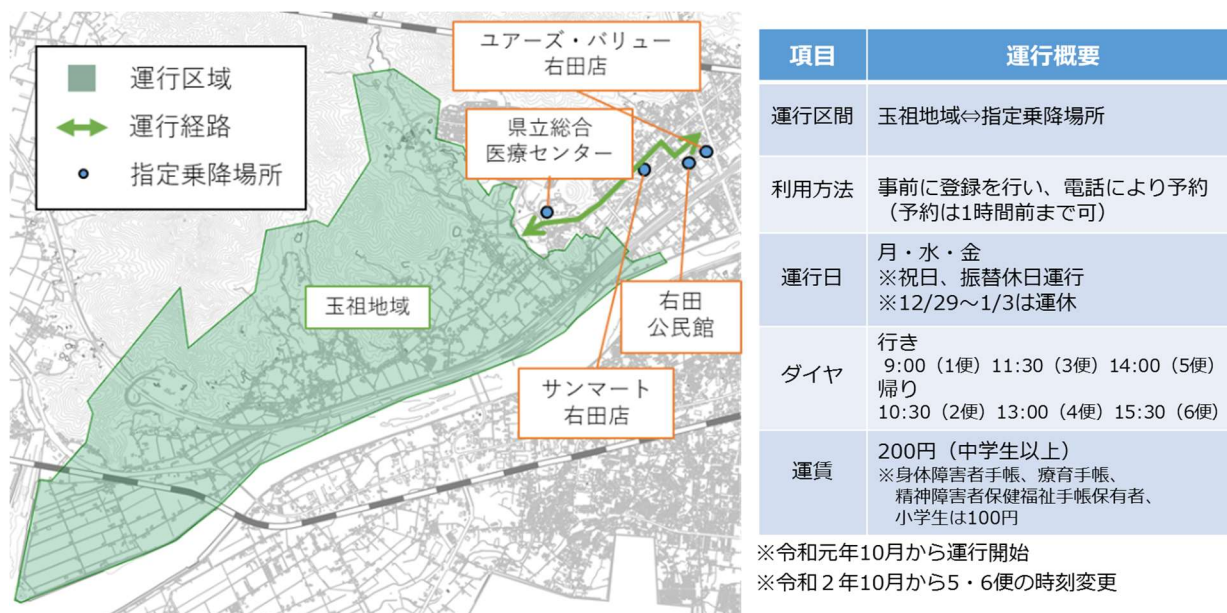 運行区域
運行経路
指定乗降場所
ユアーズ・バリュー
右田店
県立総合
医療センター
玉祖地域
右田
公民館
サンマート
右田店
項目 運行概要
運行区間 玉祖地域⇔指定乗降場所
利用方法 事前に登録を行い、電話により予約
（予約は1時間前まで可）
運行日 月・水・金
※祝日、振替休日運行
※12/29～1/3は運休
ダイヤ 行き
9:00（1便）11:30（3便）14:00（5便）
帰り
10:30（2便）13:00（4便）15:30（6便）
運賃 200円（中学生以上）
※身体障害者手帳、療育手帳、
精神障害者保健福祉手帳保有者、
小学生は100円
※令和元年10月から運行開始
※令和２年10月から5・6便の時刻変更